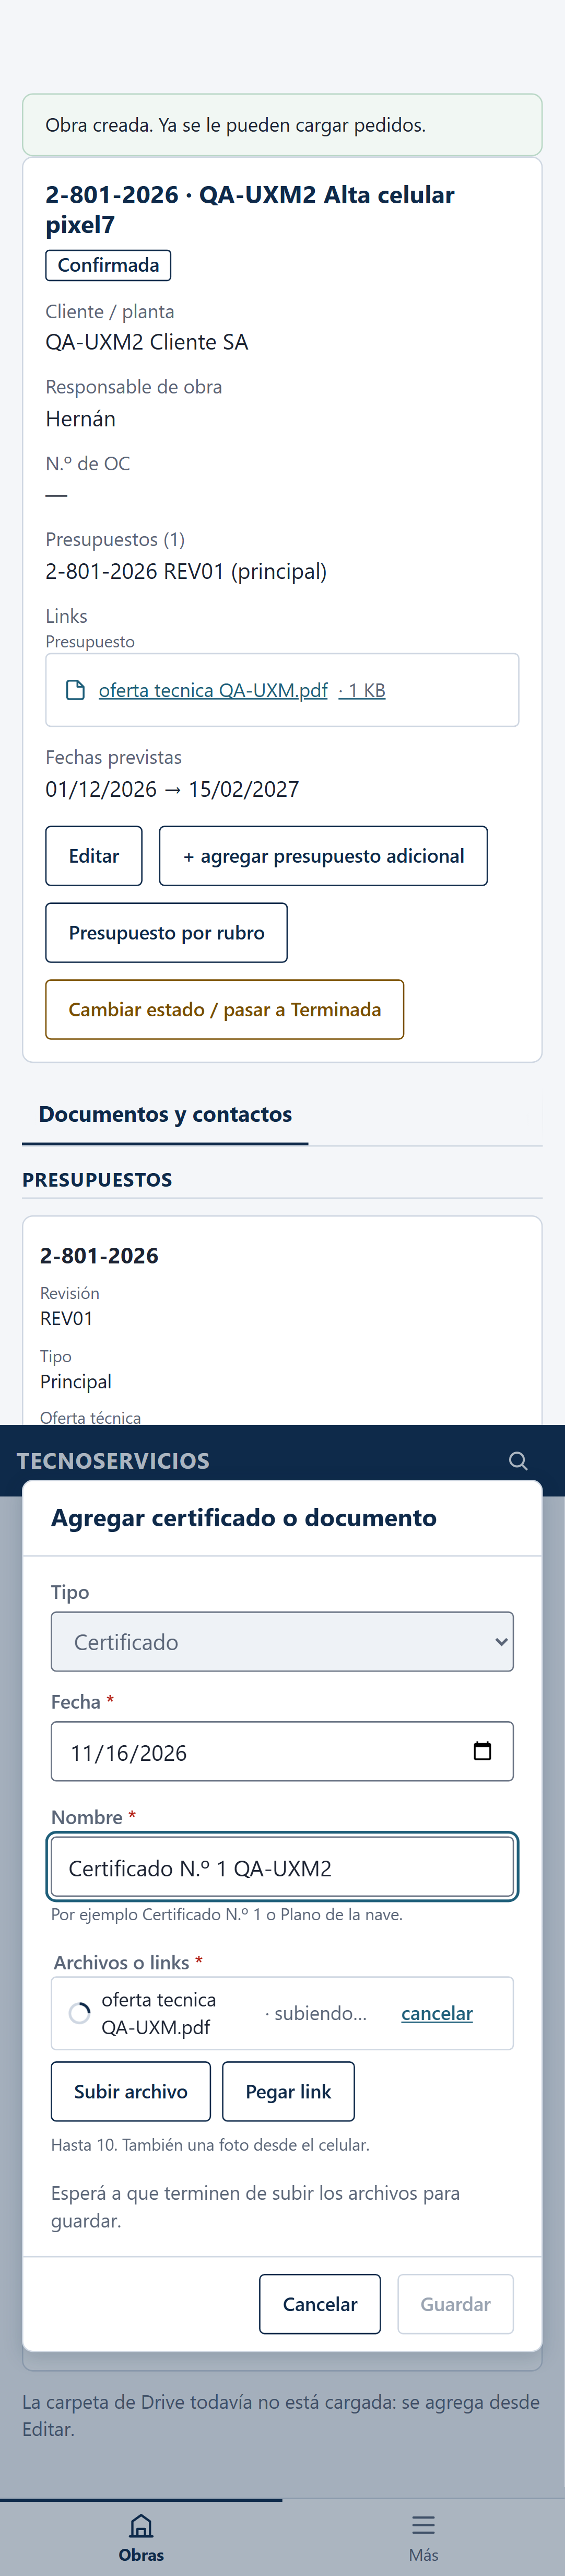 Obra creada. Ya se le pueden cargar pedidos.
2-801-2026 · QA-UXM2 Alta celular
pixel7
Confirmada
Cliente / planta
QA-UXM2 Cliente SA
Responsable de obra
Hernán
N.º de OC
—
Presupuestos (1)
2-801-2026 REV01 (principal)
Links
Presupuesto
oferta tecnica QA-UXM.pdf · 1 KB
Fechas previstas
01/12/2026 → 15/02/2027
Editar
+ agregar presupuesto adicional
Presupuesto por rubro
Cambiar estado / pasar a Terminada
Documentos y contactos
PRESUPUESTOS
2-801-2026
Revisión
REV01
Tipo
Principal
Oferta técnica
TECNOSERVICIOS
Agregar certificado o documento
Tipo
Certificado
Fecha *
11/16/2026
Nombre *
Certificado N.º 1 QA-UXM2
Por ejemplo Certificado N.º 1 o Plano de la nave.
Archivos o links *
oferta tecnica
QA-UXM.pdf
· subiendo...
cancelar
Subir archivo
Pegar link
Hasta 10. También una foto desde el celular.
Esperá a que terminen de subir los archivos para
guardar.
Cancelar
Guardar
La carpeta de Drive todavía no está cargada: se agrega desde
Editar.
Obras
Más